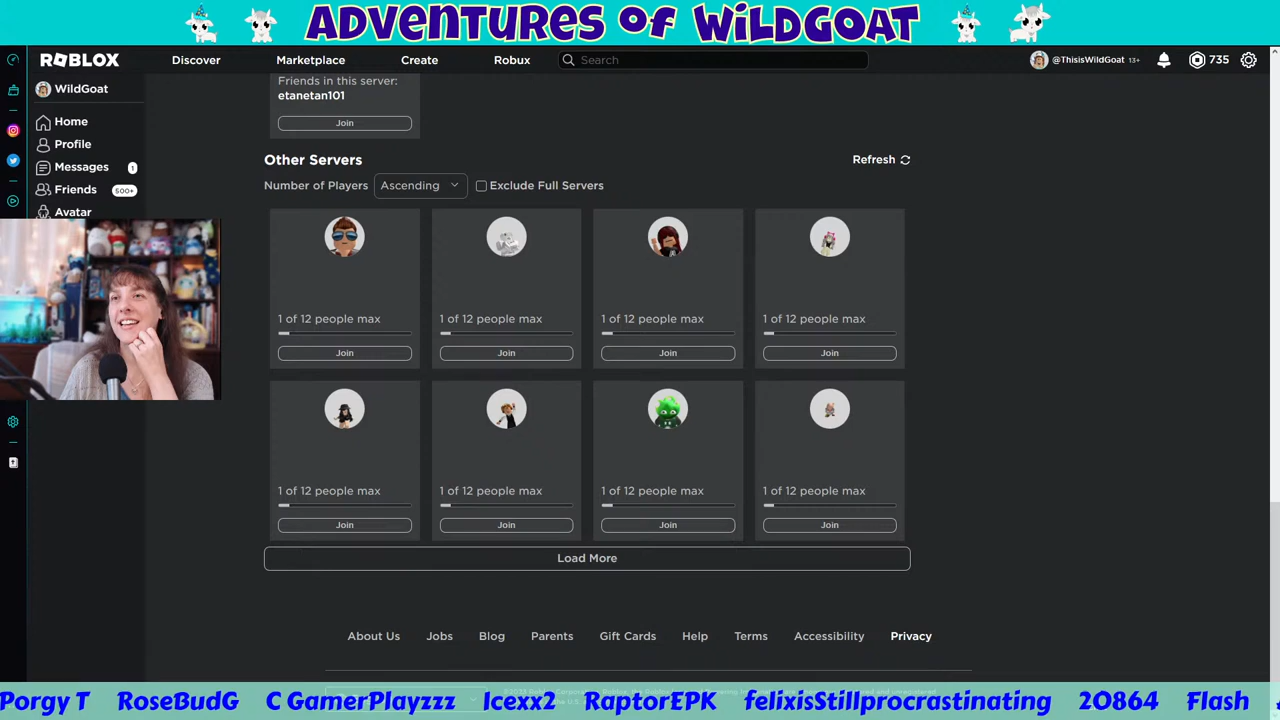 ADVENTURES OF WILDGOAT
ROBLOX
Discover
Marketplace
Create
Robux
Search
@ThisisWildGoat 13+
735
WildGoat
Home
Profile
Messages
1
Friends
500+
Avatar
Friends in this server:
etanetan101
Join
Other Servers
Refresh
Number of Players
Ascending
Exclude Full Servers
1 of 12 people max
1 of 12 people max
1 of 12 people max
1 of 12 people max
Join
Join
Join
Join
1 of 12 people max
1 of 12 people max
1 of 12 people max
1 of 12 people max
Join
Join
Join
Join
Load More
About Us
Jobs
Blog
Parents
Gift Cards
Help
Terms
Accessibility
Privacy
Porgy T RoseBudG C GamerPlayzzz Icexx2 RaptorEPK felixisStillprocrastinating 20864 Flash